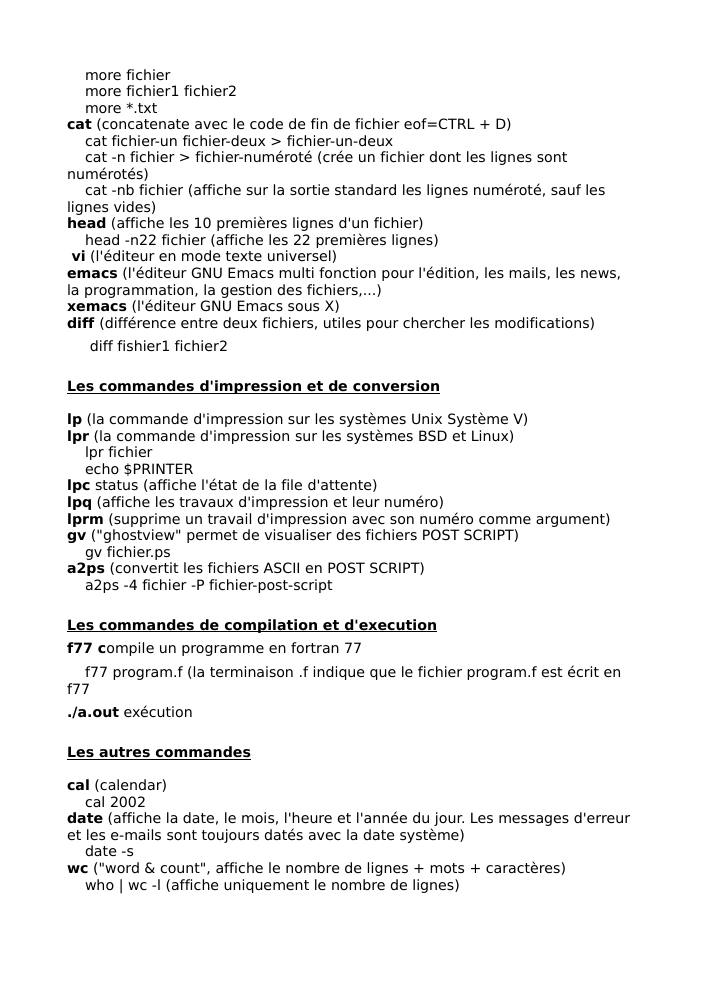 more fichier
more fichier1 fichier2
more *.txt
cat (concatenate avec le code de fin de fichier eof=CTRL + D)
cat fichier-un fichier-deux > fichier-un-deux
cat -n fichier > fichier-numéroté (crée un fichier dont les lignes sont
numérotés)
cat -nb fichier (affiche sur la sortie standard les lignes numéroté, sauf les
lignes vides)
head (affiche les 10 premières lignes d'un fichier)
head -n22 fichier (affiche les 22 premières lignes)
vi (l'éditeur en mode texte universel)
emacs (l'éditeur GNU Emacs multi fonction pour l'édition, les mails, les news,
la programmation, la gestion des fichiers,...)
xemacs (l'éditeur GNU Emacs sous X)
diff (différence entre deux fichiers, utiles pour chercher les modifications)
diff fishier1 fichier2
Les commandes d'impression et de conversion
lp (la commande d'impression sur les systèmes Unix Système V)
lpr (la commande d'impression sur les systèmes BSD et Linux)
lpr fichier
echo $PRINTER
lpc status (affiche l'état de la file d'attente)
lpq (affiche les travaux d'impression et leur numéro)
lprm (supprime un travail d'impression avec son numéro comme argument)
gv ("ghostview" permet de visualiser des fichiers POST SCRIPT)
gv fichier.ps
a2ps (convertit les fichiers ASCII en POST SCRIPT)
a2ps -4 fichier -P fichier-post-script
Les commandes de compilation et d'execution
f77 compile un programme en fortran 77
f77 program.f (la terminaison .f indique que le fichier program.f est écrit en
f77
./a.out exécution
Les autres commandes
cal (calendar)
cal 2002
date (affiche la date, le mois, l'heure et l'année du jour. Les messages d'erreur
et les e-mails sont toujours datés avec la date système)
date -s
wc ("word & count", affiche le nombre de lignes + mots + caractères)
who | wc -l (affiche uniquement le nombre de lignes)